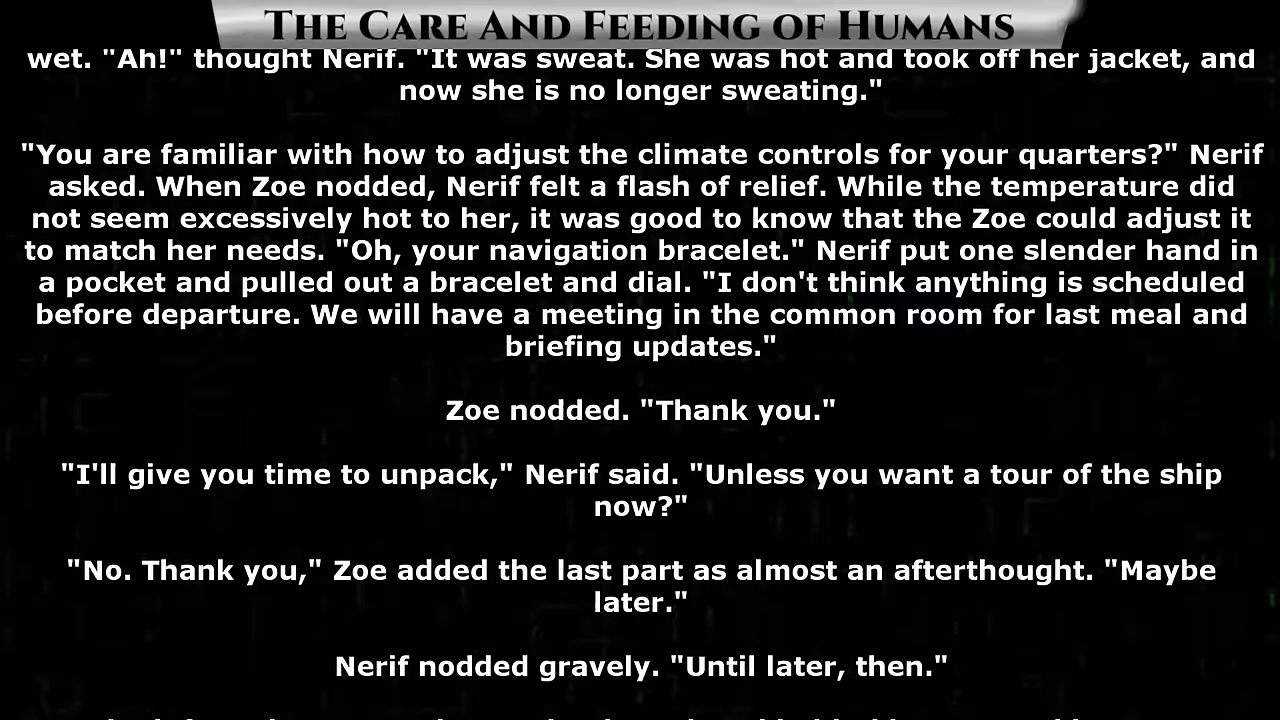 THE CARE AND FEEDING OF HUMANS
wet. "Ah!" thought Nerif. "It was sweat. She was hot and took off her jacket, and
now she is no longer sweating."
"You are familiar with how to adjust the climate controls for your quarters?" Nerif
asked. When Zoe nodded, Nerif felt a flash of relief. While the temperature did
not seem excessively hot to her, it was good to know that the Zoe could adjust it
to match her needs. "Oh, your navigation bracelet." Nerif put one slender hand in
a pocket and pulled out a bracelet and dial. "I don't think anything is scheduled
before departure. We will have a meeting in the common room for last meal and
briefing updates."
Zoe nodded. "Thank you."
"I'll give you time to unpack," Nerif said. "Unless you want a tour of the ship
now?"
"No. Thank you," Zoe added the last part as almost an afterthought. "Maybe
later."
Nerif nodded gravely. "Until later, then."